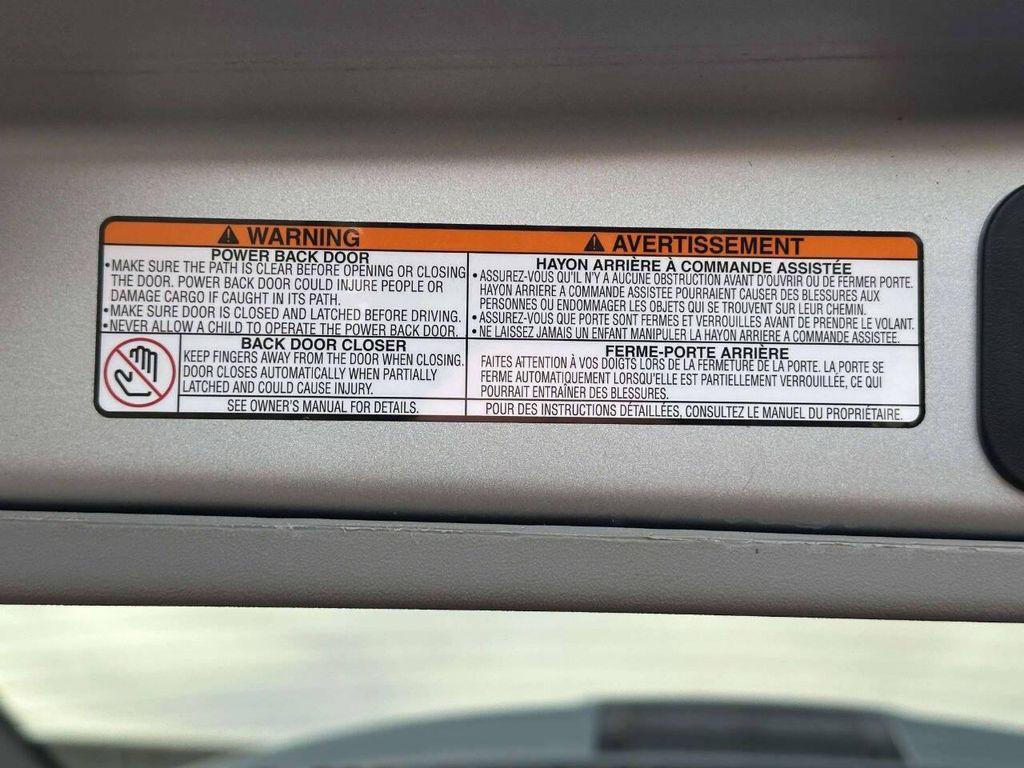 WARNING
POWER BACK DOOR
•MAKE SURE THE PATH IS CLEAR BEFORE OPENING OR CLOSING
THE DOOR. POWER BACK DOOR COULD INJURE PEOPLE OR
DAMAGE CARGO IF CAUGHT IN ITS PATH.
•MAKE SURE DOOR IS CLOSED AND LATCHED BEFORE DRIVING.
•NEVER ALLOW A CHILD TO OPERATE THE POWER BACK DOOR.
BACK DOOR CLOSER
KEEP FINGERS AWAY FROM THE DOOR WHEN CLOSING.
DOOR CLOSES AUTOMATICALLY WHEN PARTIALLY
LATCHED AND COULD CAUSE INJURY.
SEE OWNER'S MANUAL FOR DETAILS.
AVERTISSEMENT
HAYON ARRIÈRE À COMMANDE ASSISTÉE
•ASSUREZ-VOUS QU'IL N'Y A AUCUNE OBSTRUCTION AVANT D'OUVRIR OU DE FERMER PORTE.
HAYON ARRIERE A COMMANDE ASSISTEE POURRAIENT CAUSER DES BLESSURES AUX
PERSONNES OU ENDOMMAGER LES OBJETS QUI SE TROUVENT SUR LEUR CHEMIN.
•ASSUREZ-VOUS QUE PORTE SONT FERMES ET VERROUILLES AVANT DE PRENDRE LE VOLANT.
•NE LAISSEZ JAMAIS UN ENFANT MANIPULER LA HAYON ARRIERE A COMMANDE ASSISTEE.
FERME-PORTE ARRIÈRE
FAITES ATTENTION À VOS DOIGTS LORS DE LA FERMETURE DE LA PORTE. LA PORTE SE
FERME AUTOMATIQUEMENT LORSQU'ELLE EST PARTIELLEMENT VERROUILLÉE, CE QUI
POURRAIT ENTRAÎNER DES BLESSURES.
POUR DES INSTRUCTIONS DÉTAILLÉES, CONSULTEZ LE MANUEL DU PROPRIÉTAIRE.